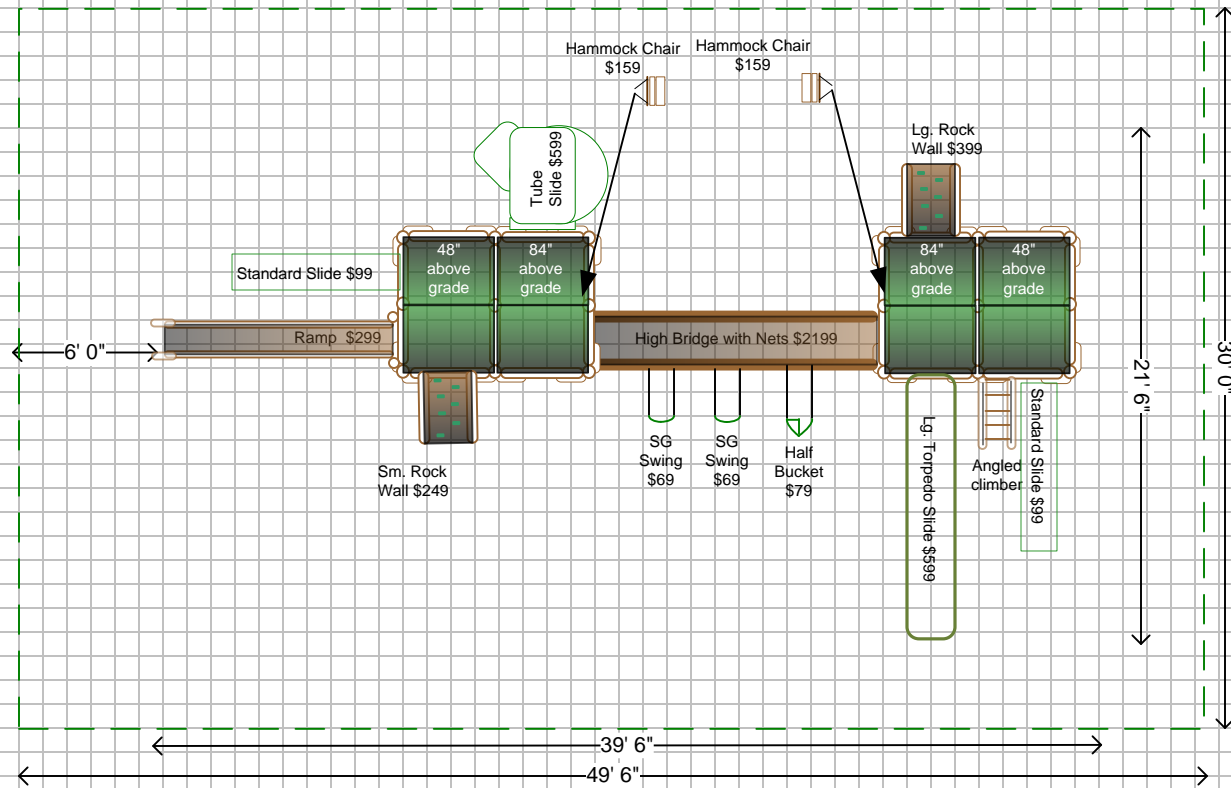 Hammock Chair
$159
Hammock Chair
$159
Lg. Rock
Wall $399
Tube
Slide $599
48"
above
grade
84"
above
grade
84"
above
grade
48"
above
grade
Standard Slide $99
Ramp $299
High Bridge with Nets $2199
6' 0"
21' 6"
30' 0"
Sm. Rock
Wall $249
SG
Swing
$69
SG
Swing
$69
Half
Bucket
$79
Lg. Torpedo Slide $599
Angled
climber
Standard Slide $99
39' 6"
49' 6"